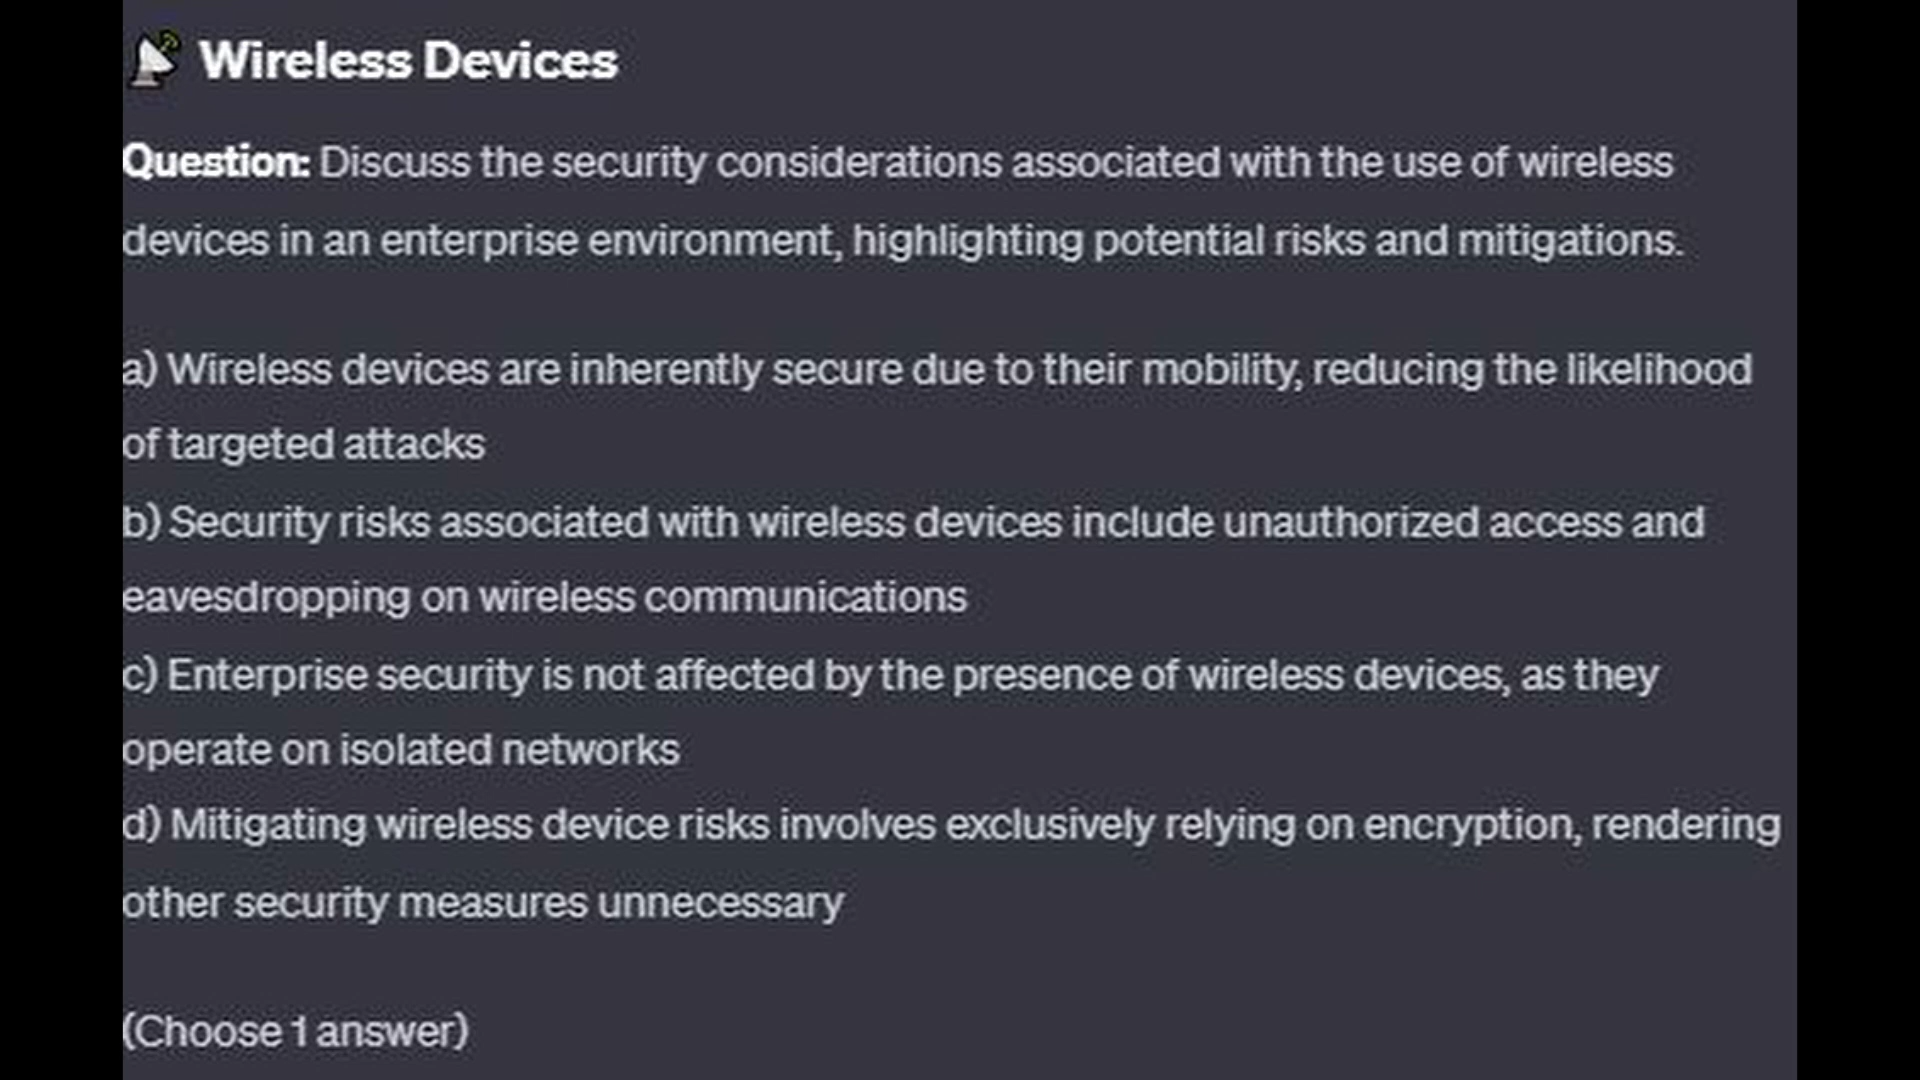 Wireless Devices
Question: Discuss the security considerations associated with the use of wireless
devices in an enterprise environment, highlighting potential risks and mitigations.
a) Wireless devices are inherently secure due to their mobility, reducing the likelihood
of targeted attacks
b) Security risks associated with wireless devices include unauthorized access and
eavesdropping on wireless communications
c) Enterprise security is not affected by the presence of wireless devices, as they
operate on isolated networks
d) Mitigating wireless device risks involves exclusively relying on encryption, rendering
other security measures unnecessary
(Choose 1 answer)